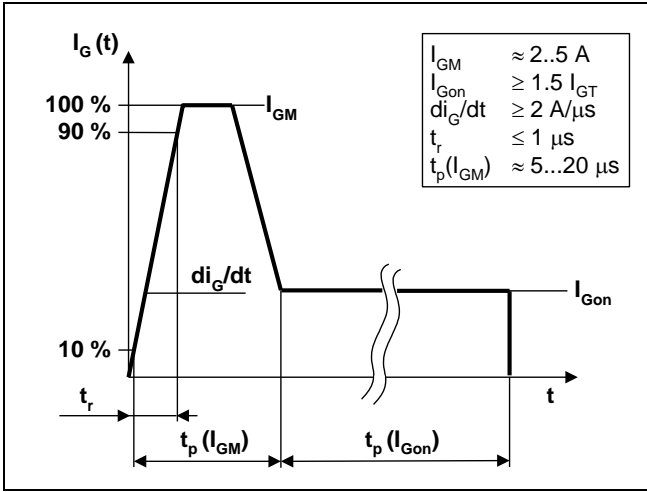 I_G (t)
100 %
90 %
10 %
I_GM
di_G/dt
I_Gon
t
t_r
t_p (I_GM)
t_p (I_Gon)
I_GM ≈ 2..5 A
I_Gon ≥ 1.5 I_GT
di_G/dt ≥ 2 A/µs
t_r ≤ 1 µs
t_p(I_GM) ≈ 5...20 µs